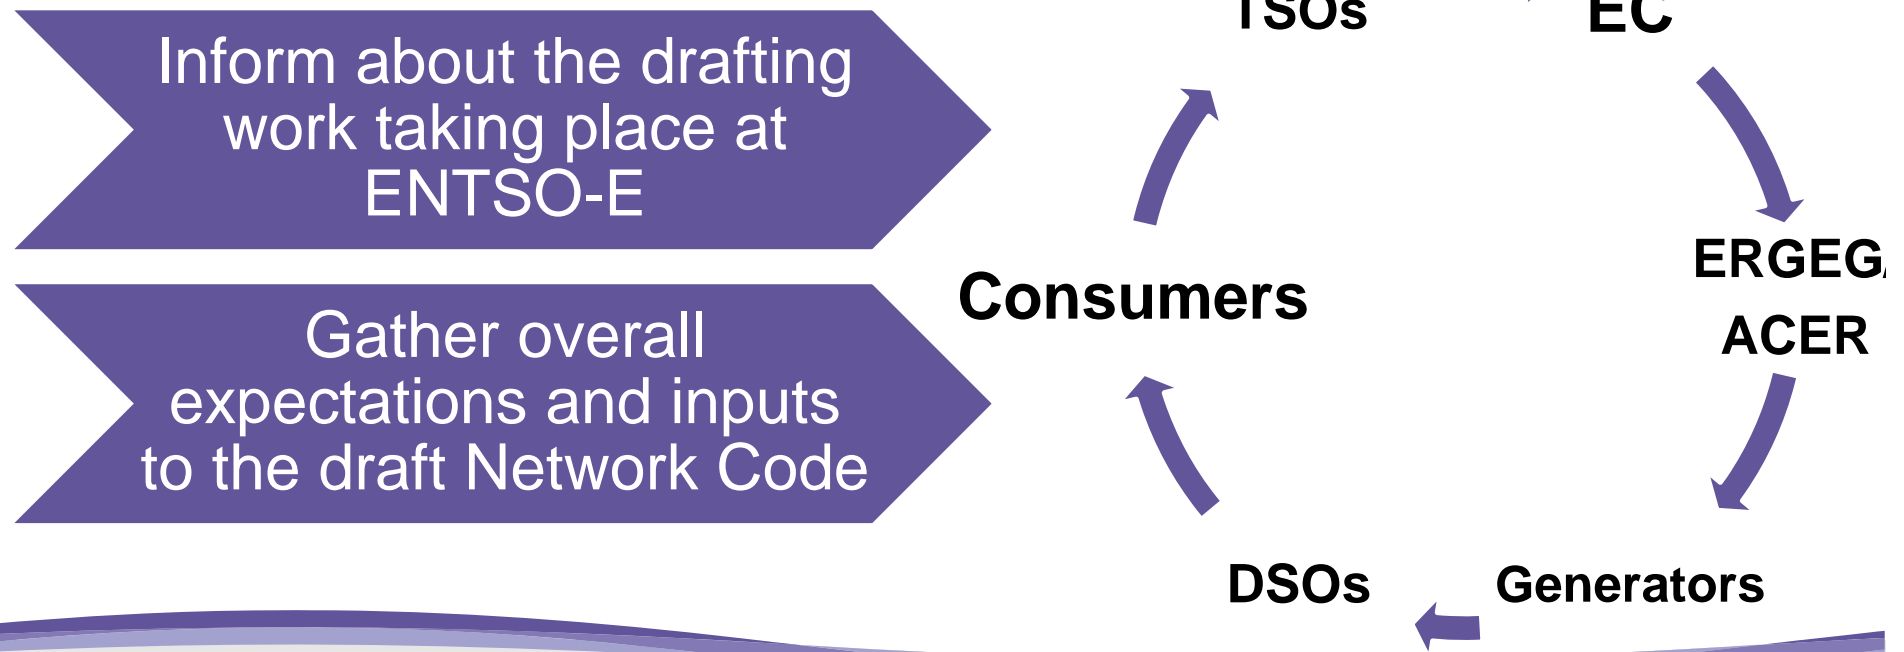 Inform about the drafting
work taking place at
ENTSO-E
Gather overall
expectations and inputs
to the draft Network Code
TSOs
EC
ERGEG/
ACER
Generators
DSOs
Consumers